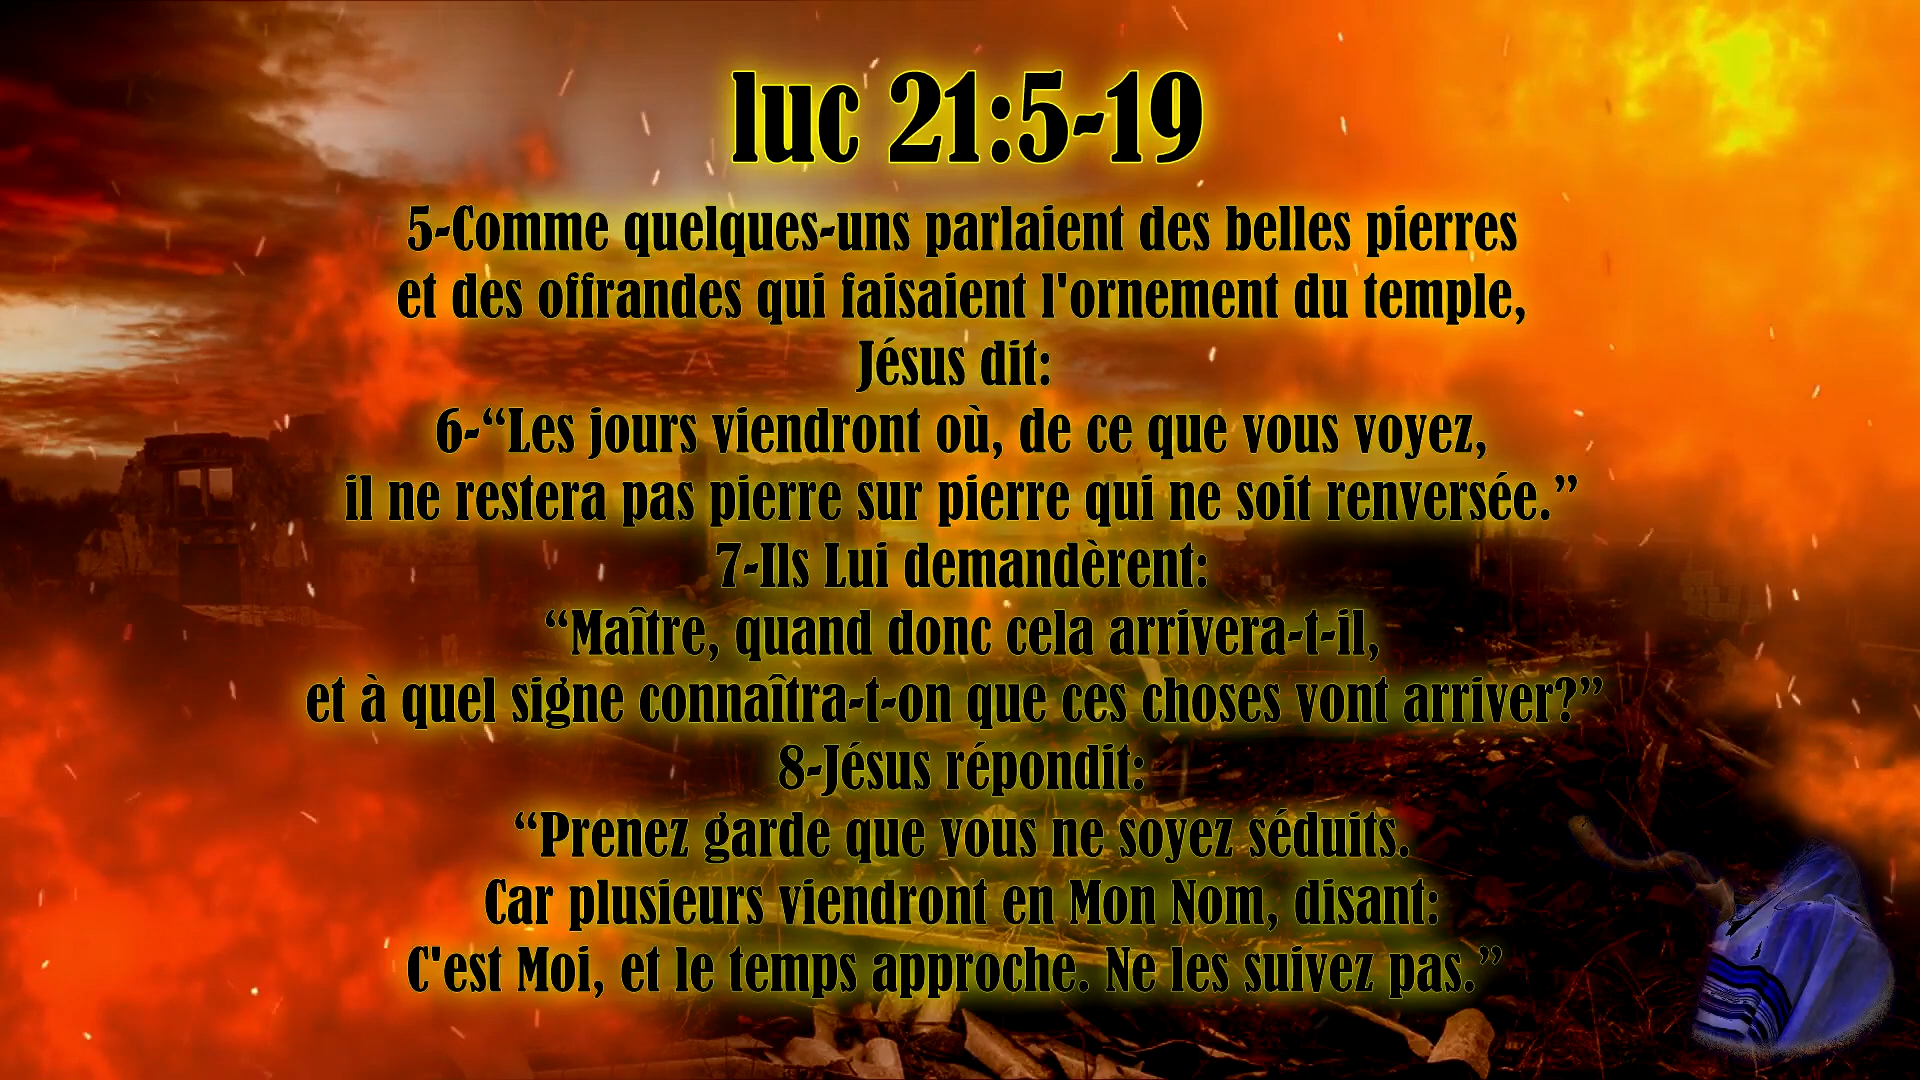 luc 21:5-19
5-Comme quelques-uns parlaient des belles pierres
et des offrandes qui faisaient l'ornement du temple,
Jésus dit:
6-“Les jours viendront où, de ce que vous voyez,
il ne restera pas pierre sur pierre qui ne soit renversée.”
7-Ils Lui demandèrent:
“Maître, quand donc cela arrivera-t-il,
et à quel signe connaîtra-t-on que ces choses vont arriver?”
8-Jésus répondit:
“Prenez garde que vous ne soyez séduits.
Car plusieurs viendront en Mon Nom, disant:
C'est Moi, et le temps approche. Ne les suivez pas.”